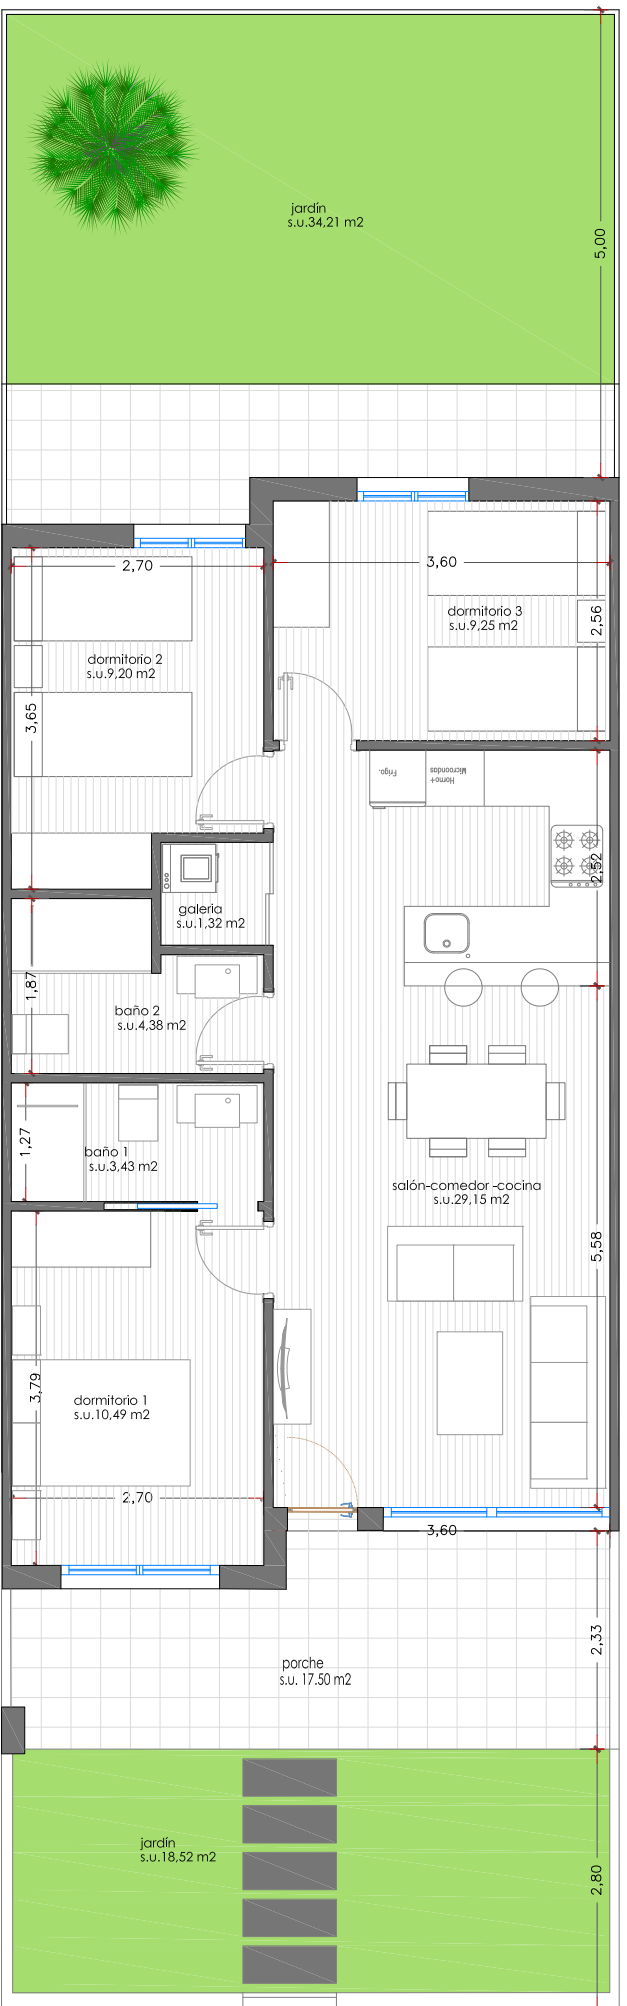 jardín
s.u.34,21 m2
5,00
2,70
3,60
dormitorio 3
s.u.9,25 m2
2,56
dormitorio 2
s.u.9,20 m2
3,65
Frigo.
Horno+
Microondas
2,52
galeria
s.u.1,32 m2
1,87
baño 2
s.u.4,38 m2
1,27
baño 1
s.u.3,43 m2
salón-comedor -cocina
s.u.29,15 m2
5,58
3,79
dormitorio 1
s.u.10,49 m2
2,70
3,60
2,33
porche
s.u. 17.50 m2
jardín
s.u.18,52 m2
2,80